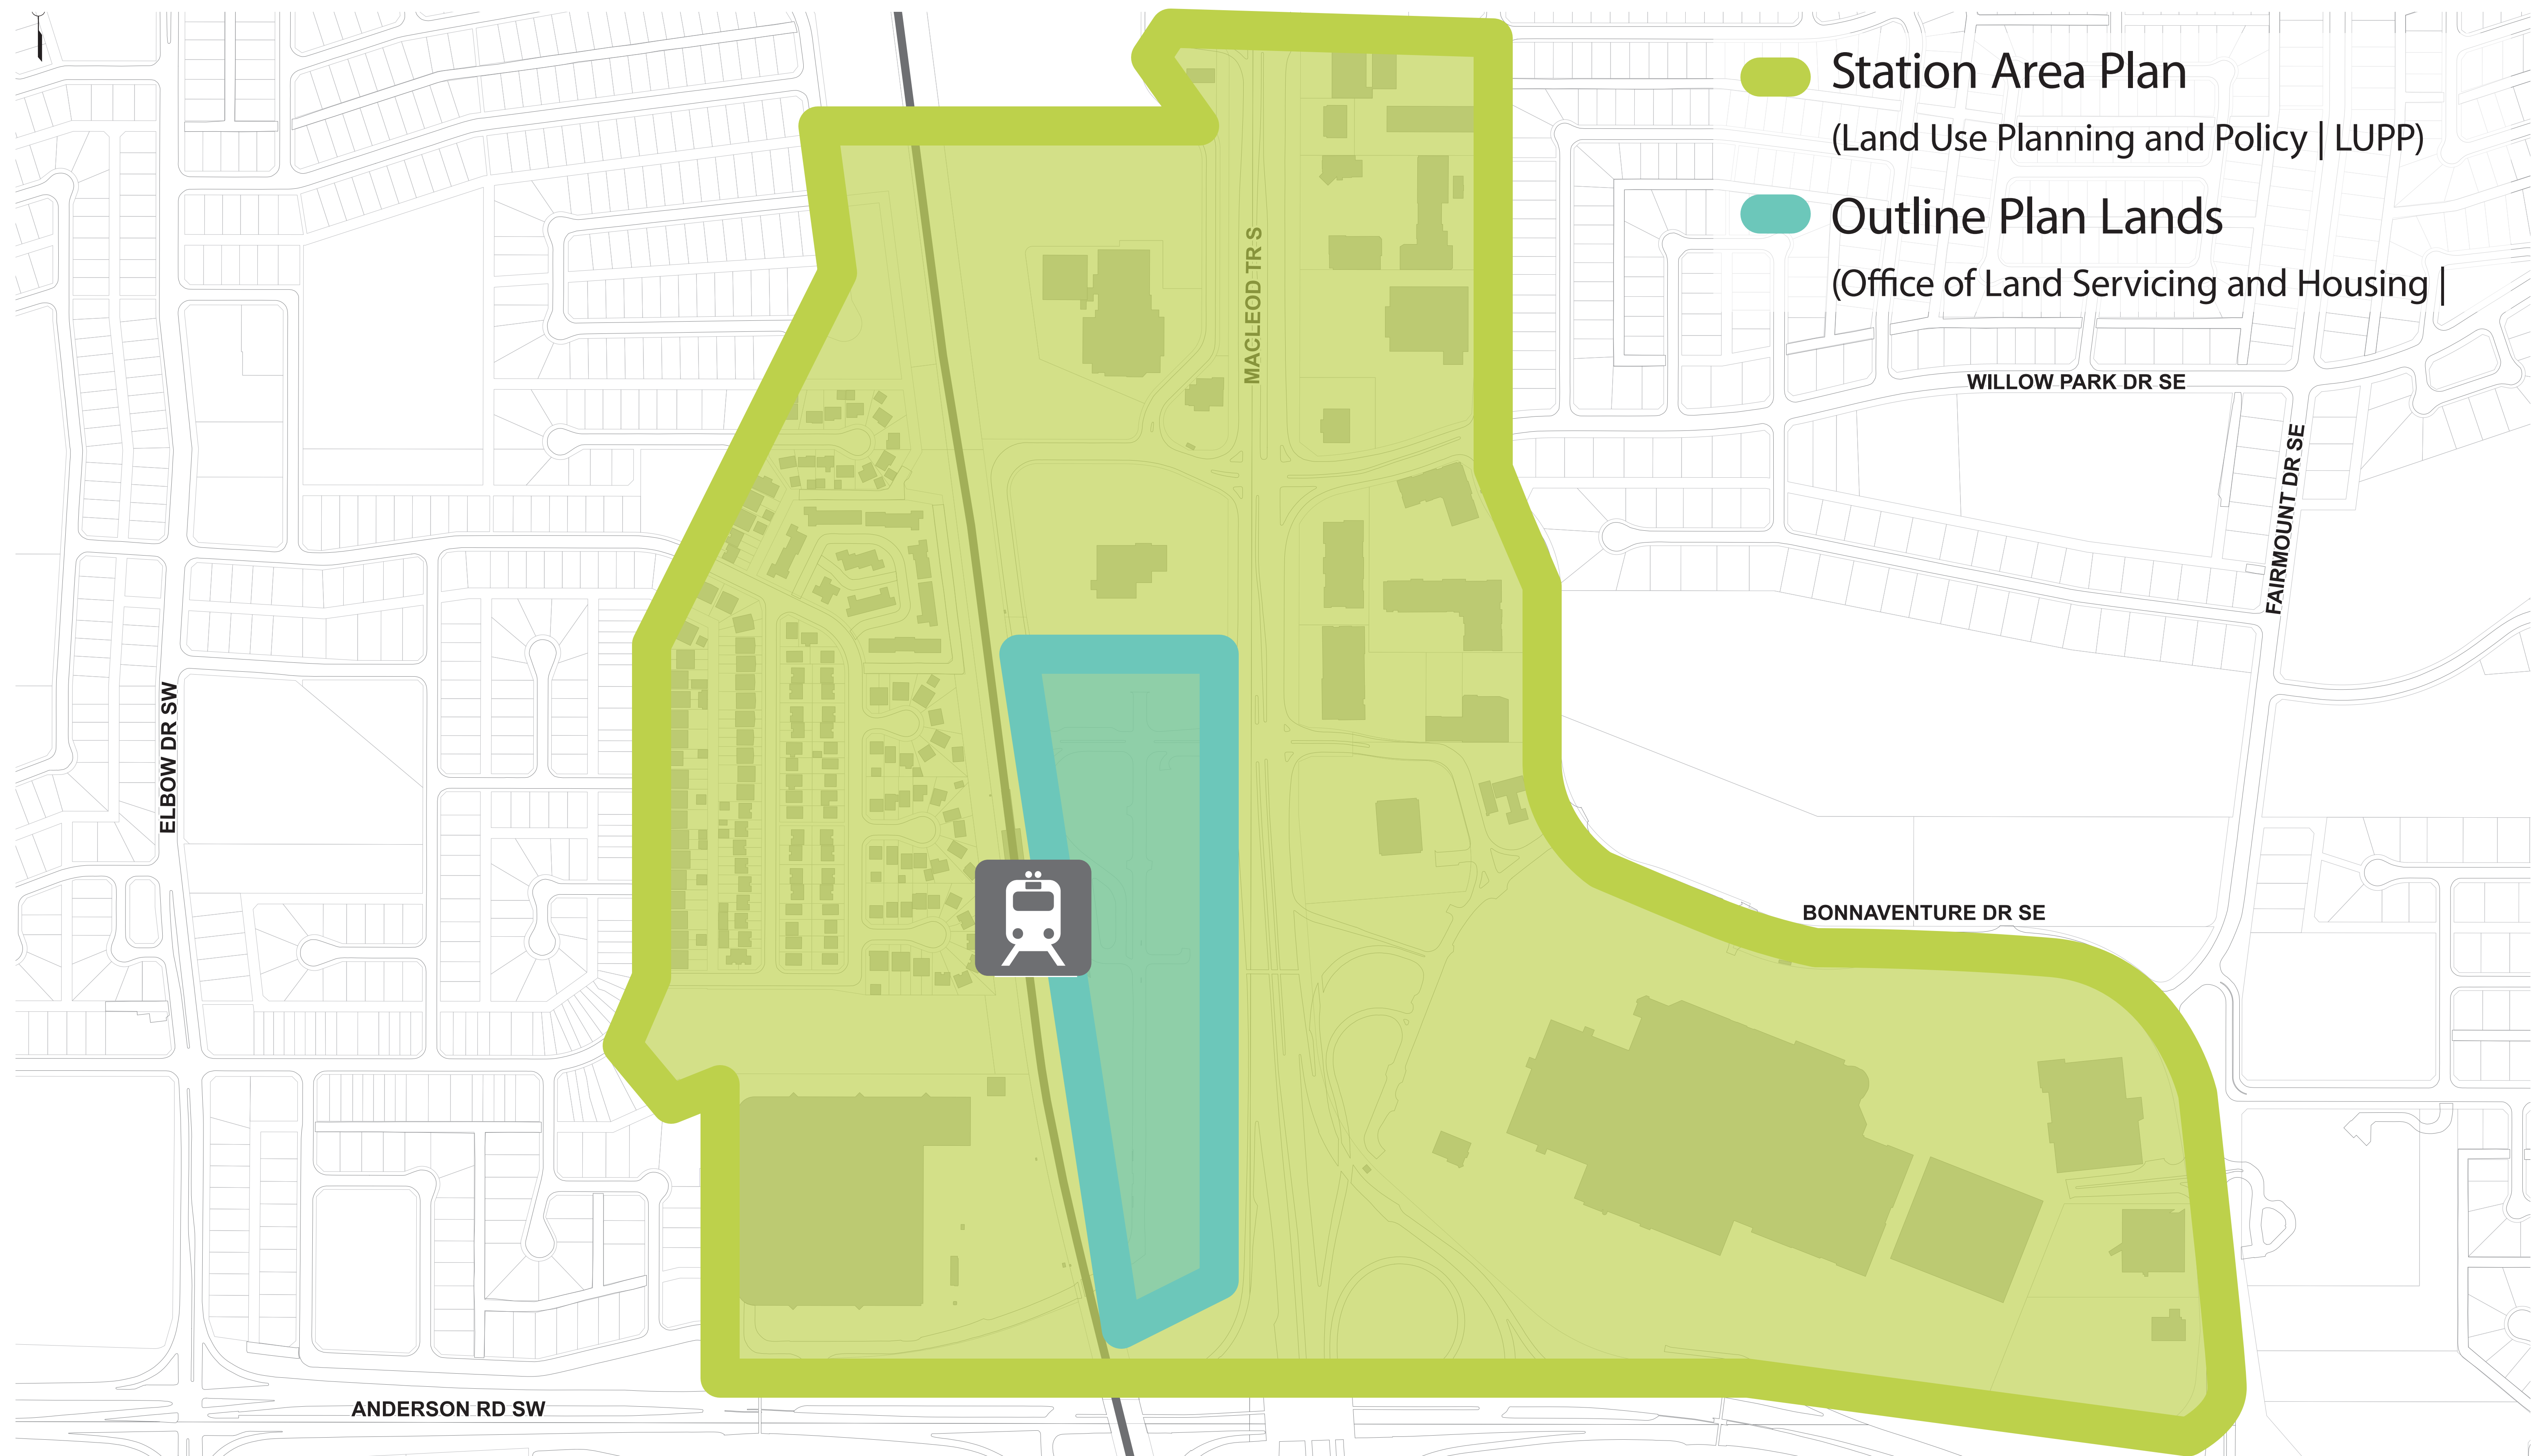 Station Area Plan
(Land Use Planning and Policy | LUPP)
Outline Plan Lands
(Office of Land Servicing and Housing |
MACLEOD TR S
WILLOW PARK DR SE
FAIRMOUNT DR SE
ELBOW DR SW
BONNAVENTURE DR SE
ANDERSON RD SW